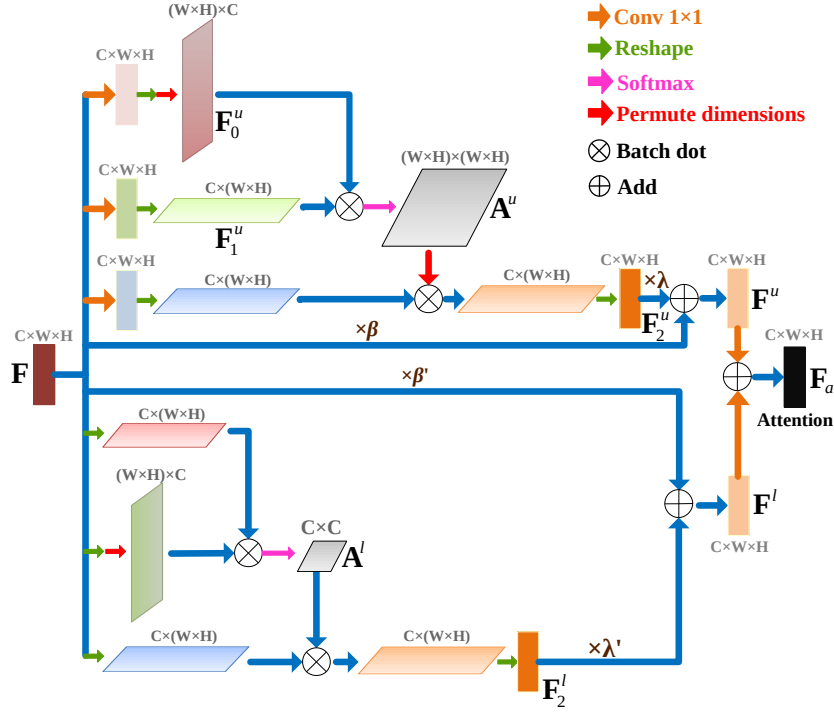 (W×H)×C
C×W×H
F₀ᵘ
Conv 1×1
Reshape
Softmax
Permute dimensions
Batch dot
Add
C×W×H
C×(W×H)
F₁ᵘ
(W×H)×(W×H)
Aᵘ
C×W×H
C×(W×H)
C×(W×H)
C×W×H
×λ
F₂ᵘ
C×W×H
Fᵘ
×β
C×W×H
F
×β'
C×W×H
Fₐ
Attention
C×(W×H)
(W×H)×C
C×C
Aˡ
Fˡ
C×W×H
C×(W×H)
C×(W×H)
F₂ˡ
×λ'